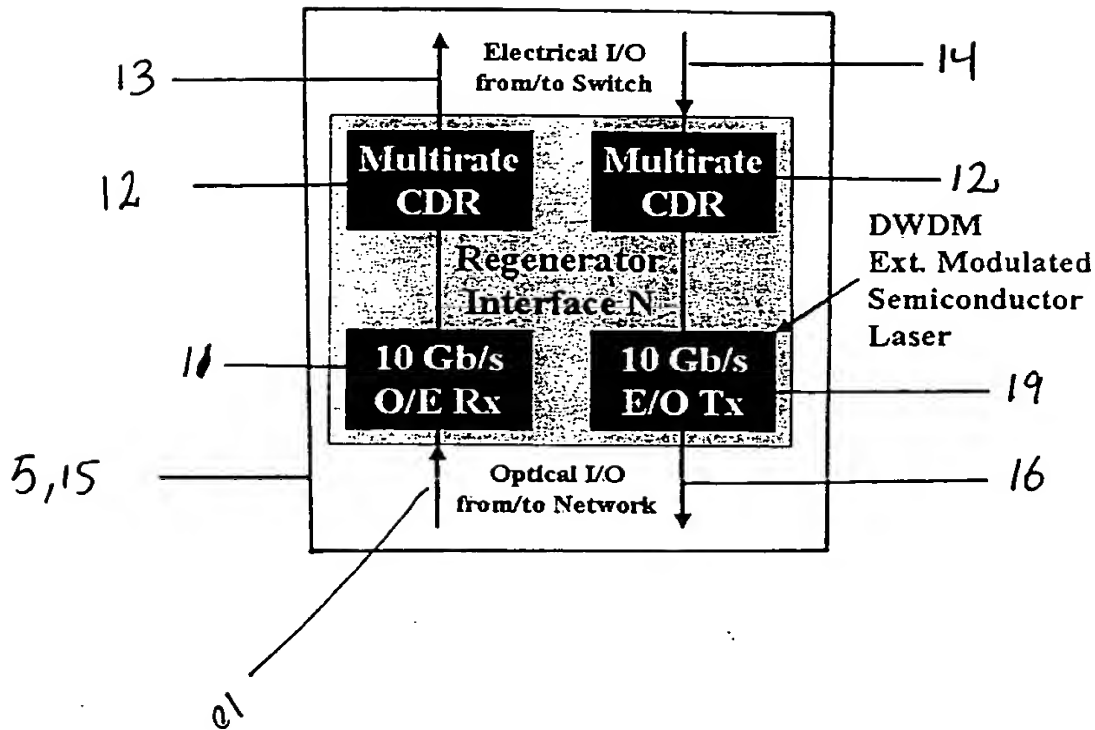 Electrical I/O
from/to Switch
13
14
Multirate
CDR
Multirate
CDR
12
12
DWDM
Ext. Modulated
Semiconductor
Laser
Regenerator
Interface N
10 Gb/s
O/E Rx
10 Gb/s
E/O Tx
11
19
5,15
Optical I/O
from/to Network
16